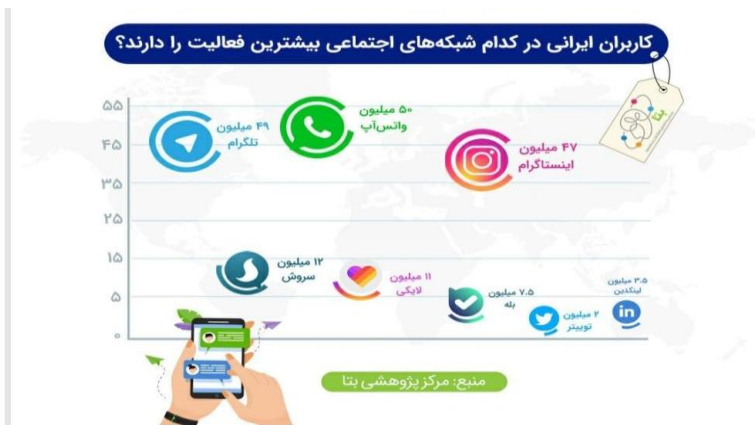 کاربران ایرانی در کدام شبکه‌های اجتماعی بیشترین فعالیت را دارند؟
بتا
۵۵
۴۵
۳۵
۲۵
۱۵
۵
۰
۴۹ میلیون
تلگرام
۵۰ میلیون
واتس‌آپ
۴۷ میلیون
اینستاگرام
۱۲ میلیون
سروش
۱۱ میلیون
لایکی
۷.۵ میلیون
بله
۲ میلیون
توییتر
۳.۵ میلیون
لینکدین
in
منبع: مرکز پژوهشی بتا